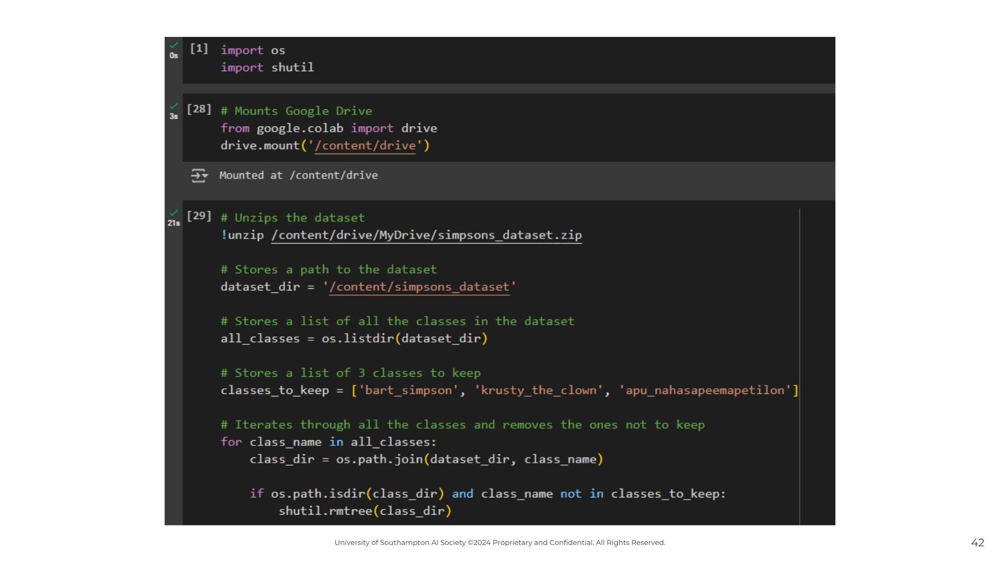 0s [1] import os
import shutil
3s [28] # Mounts Google Drive
from google.colab import drive
drive.mount('/content/drive')
Mounted at /content/drive
21s [29] # Unzips the dataset
!unzip /content/drive/MyDrive/simpsons_dataset.zip
# Stores a path to the dataset
dataset_dir = '/content/simpsons_dataset'
# Stores a list of all the classes in the dataset
all_classes = os.listdir(dataset_dir)
# Stores a list of 3 classes to keep
classes_to_keep = ['bart_simpson', 'krusty_the_clown', 'apu_nahasapeemapetilon']
# Iterates through all the classes and removes the ones not to keep
for class_name in all_classes:
    class_dir = os.path.join(dataset_dir, class_name)
    if os.path.isdir(class_dir) and class_name not in classes_to_keep:
        shutil.rmtree(class_dir)
University of Southampton AI Society ©2024 Proprietary and Confidential. All Rights Reserved.
42